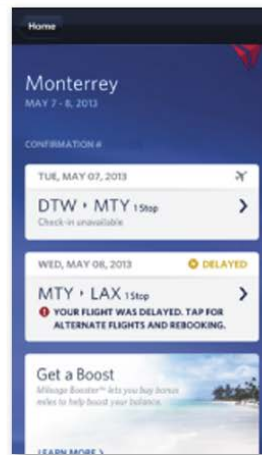 Home
Monterrey
MAY 7 - 8, 2013
CONFIRMATION #
TUE, MAY 07, 2013
DTW ‣ MTY 1 Stop
Check-in unavailable
WED, MAY 08, 2013 DELAYED
MTY ‣ LAX 1 Stop
YOUR FLIGHT WAS DELAYED. TAP FOR
ALTERNATE FLIGHTS AND REBOOKING.
Get a Boost
Mileage Booster™ lets you buy bonus
miles to help boost your balance.
LEARN MORE >